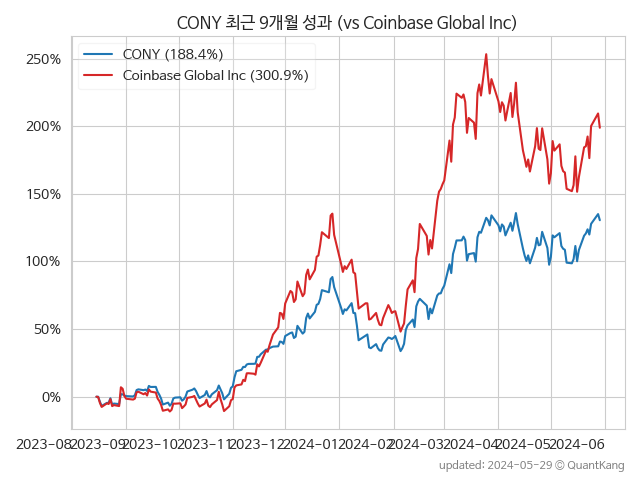 CONY 최근 9개월 성과 (vs Coinbase Global Inc)
CONY (188.4%)
Coinbase Global Inc (300.9%)
250%
200%
150%
100%
50%
0%
2023-08 2023-09 2023-10 2023-11 2023-12 2024-01 2024-02 2024-03 2024-04 2024-05 2024-06
updated: 2024-05-29 © QuantKang